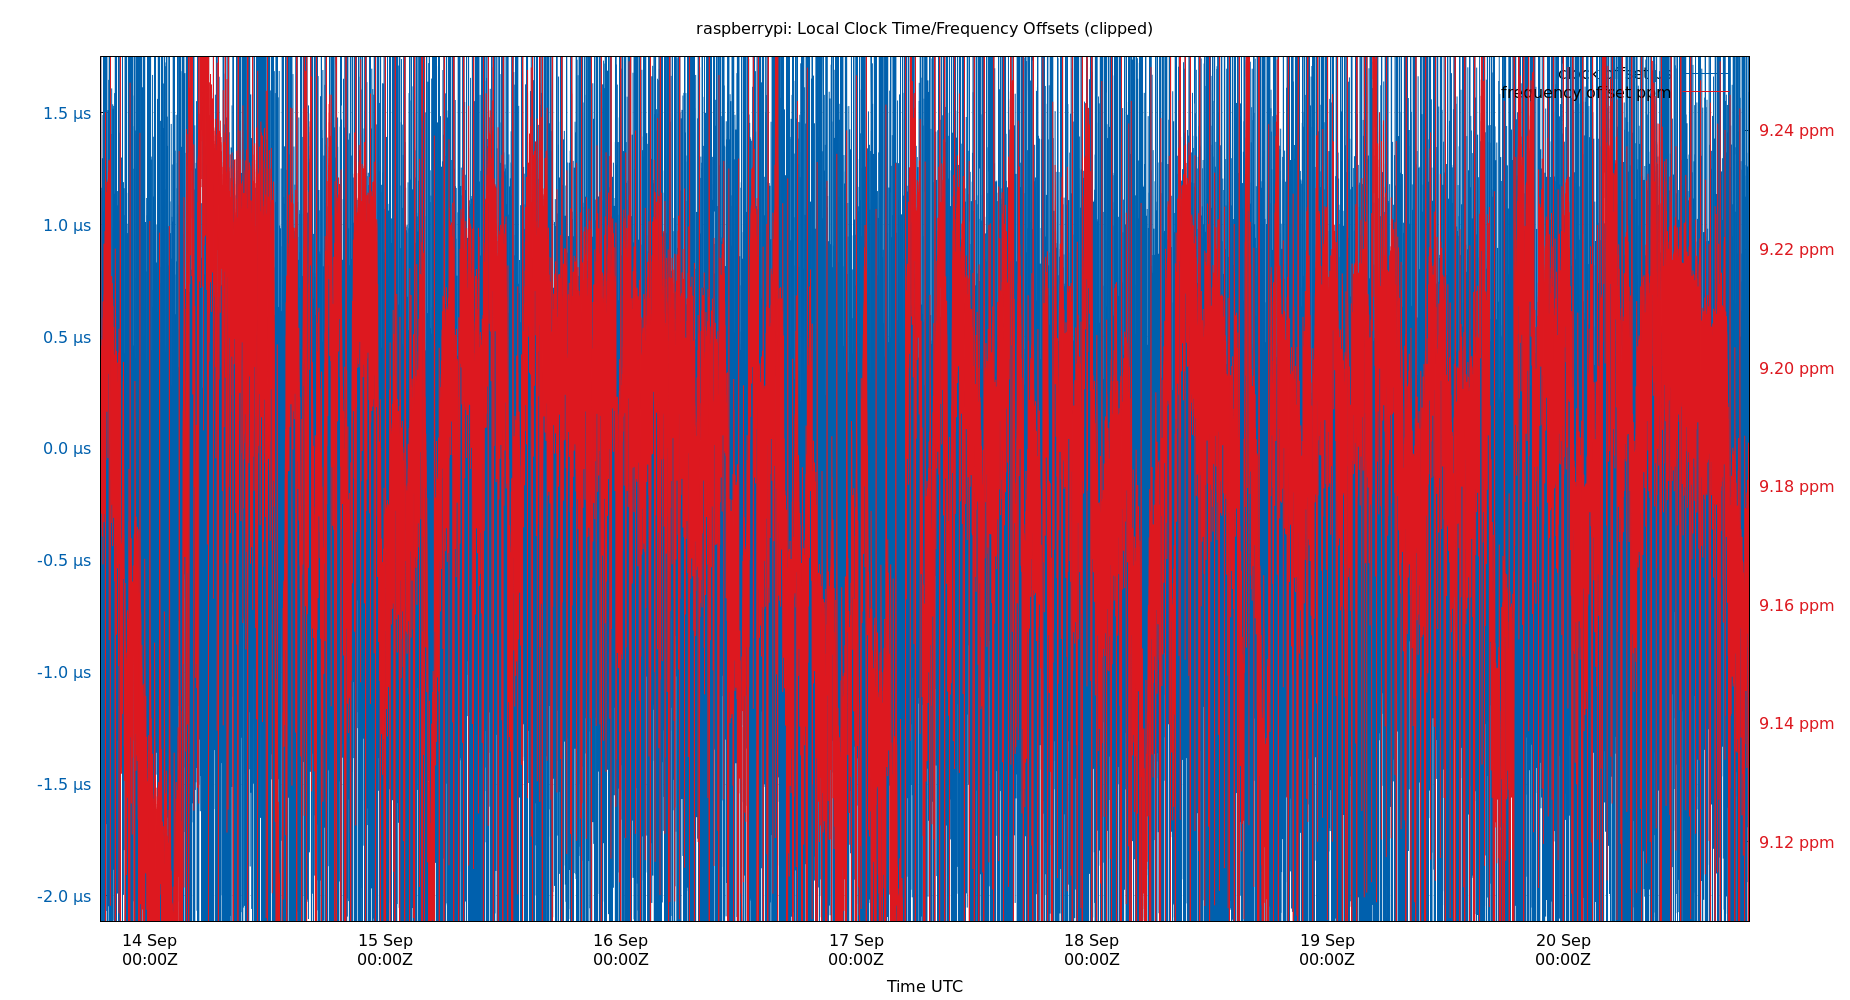 raspberrypi: Local Clock Time/Frequency Offsets (clipped)
clock offset µs
frequency offset ppm
1.5 µs
1.0 µs
0.5 µs
0.0 µs
-0.5 µs
-1.0 µs
-1.5 µs
-2.0 µs
9.24 ppm
9.22 ppm
9.20 ppm
9.18 ppm
9.16 ppm
9.14 ppm
9.12 ppm
14 Sep
00:00Z
15 Sep
00:00Z
16 Sep
00:00Z
17 Sep
00:00Z
18 Sep
00:00Z
19 Sep
00:00Z
20 Sep
00:00Z
Time UTC